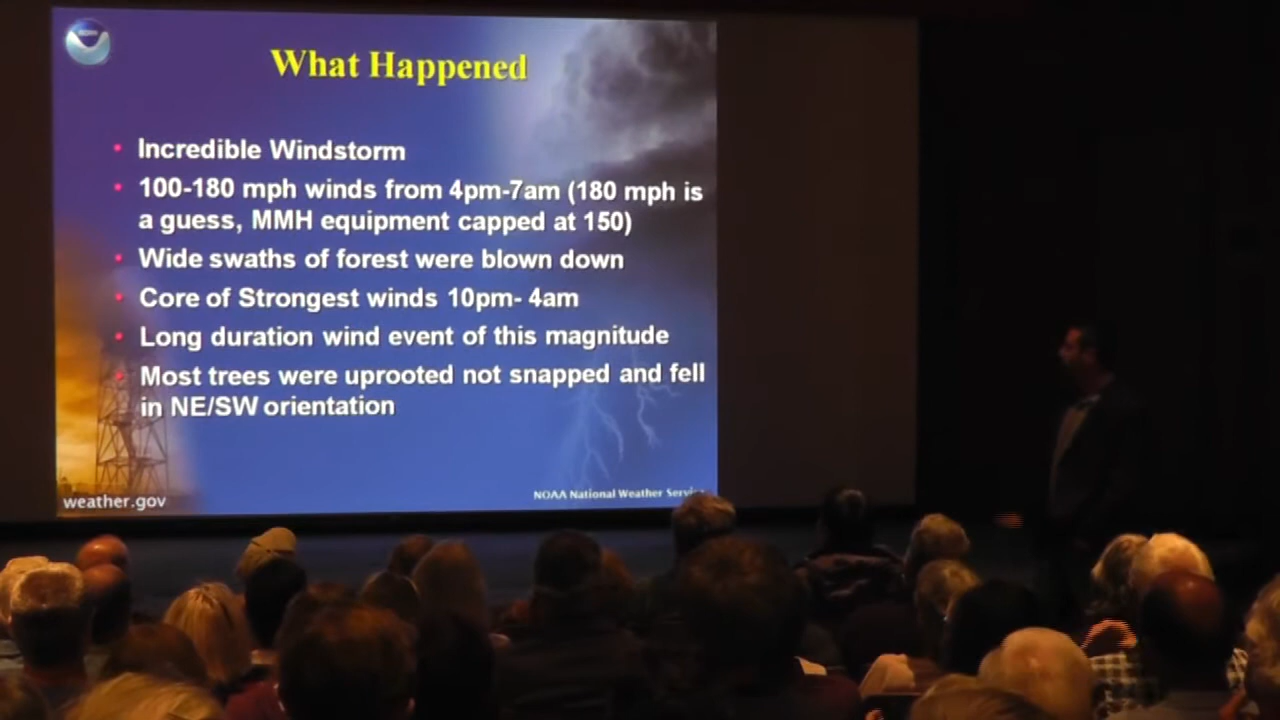 What Happened
• Incredible Windstorm
• 100-180 mph winds from 4pm-7am (180 mph is
a guess, MMH equipment capped at 150)
• Wide swaths of forest were blown down
• Core of Strongest winds 10pm- 4am
• Long duration wind event of this magnitude
• Most trees were uprooted not snapped and fell
in NE/SW orientation
weather.gov
NOAA National Weather Service